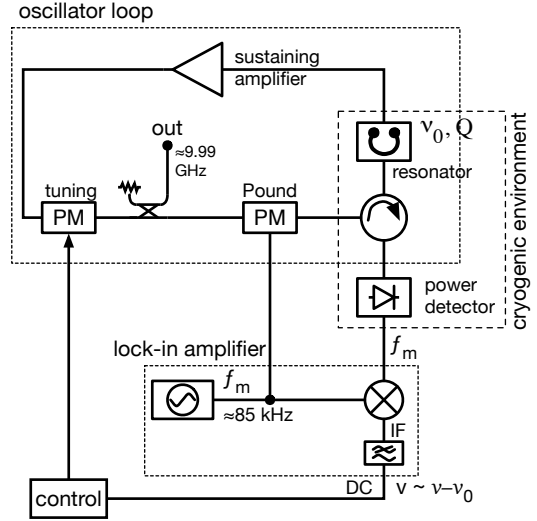 oscillator loop
sustaining
amplifier
out
≈9.99
GHz
ν₀, Q
resonator
tuning
PM
Pound
PM
cryogenic environment
power
detector
lock-in amplifier
fm
fm
≈85 kHz
IF
DC
v ~ ν–ν₀
control